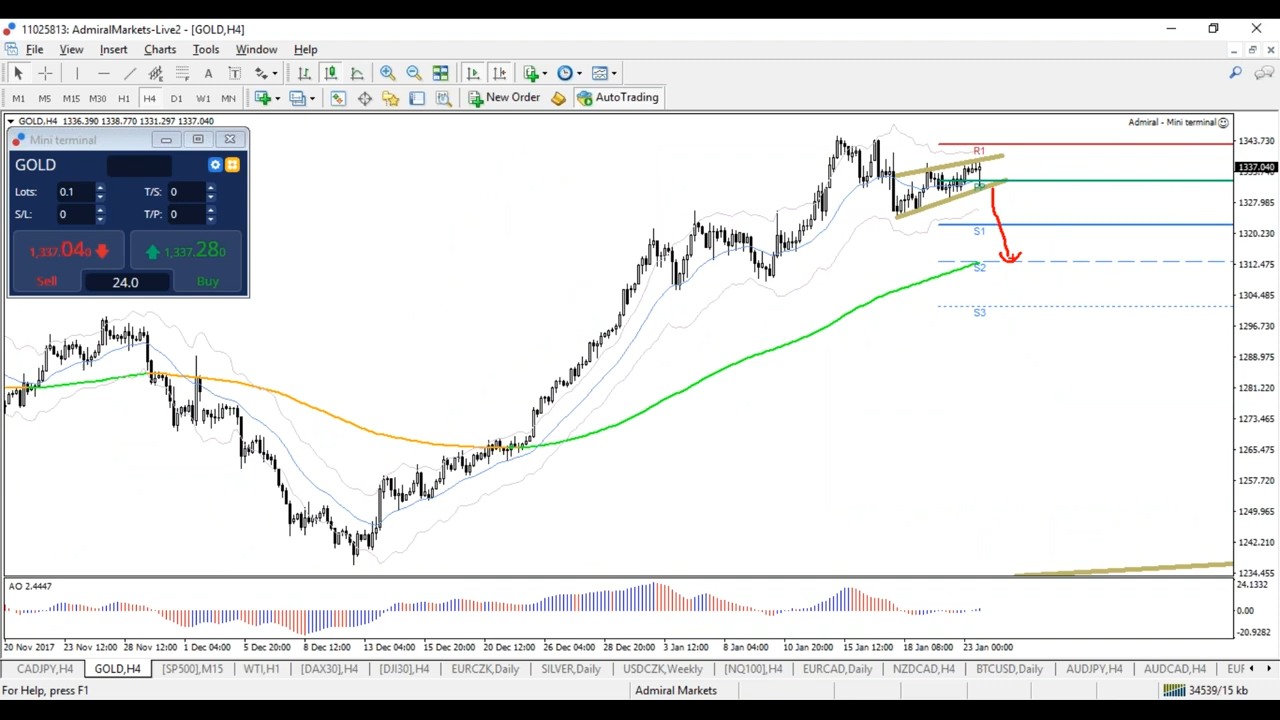 11025813: AdmiralMarkets-Live2 - [GOLD,H4]
File View Insert Charts Tools Window Help
A T
M1 M5 M15 M30 H1 H4 D1 W1 MN New Order AutoTrading
GOLD,H4 1336.390 1338.770 1331.297 1337.040
Admiral - Mini terminal
Mini terminal
GOLD
Lots: 0.1 T/S: 0
S/L: 0 T/P: 0
1,337.040 1,337.280
Sell 24.0 Buy
R1
PP
S1
S2
S3
1343.730
1337.040
1327.985
1320.230
1312.475
1304.485
1296.730
1288.975
1281.220
1273.465
1265.475
1257.720
1249.965
1242.210
1234.455
AO 2.4447
24.1332
0.00
-20.9282
20 Nov 2017 23 Nov 12:00 28 Nov 12:00 1 Dec 04:00 5 Dec 20:00 8 Dec 12:00 13 Dec 04:00 15 Dec 20:00 20 Dec 12:00 26 Dec 20:00 28 Dec 20:00 3 Jan 12:00 8 Jan 04:00 10 Jan 20:00 15 Jan 12:00 18 Jan 08:00 23 Jan 00:00
CADJPY,H4 GOLD,H4 [SP500],M15 WTI,H1 [DAX30],H4 [DJI30],H4 EURCZK,Daily SILVER,Daily USDCZK,Weekly [NQ100],H4 EURCAD,Daily NZDCAD,H4 BTCUSD,Daily AUDJPY,H4 AUDCAD,H4 EUR
For Help, press F1 Admiral Markets 34539/15 kb